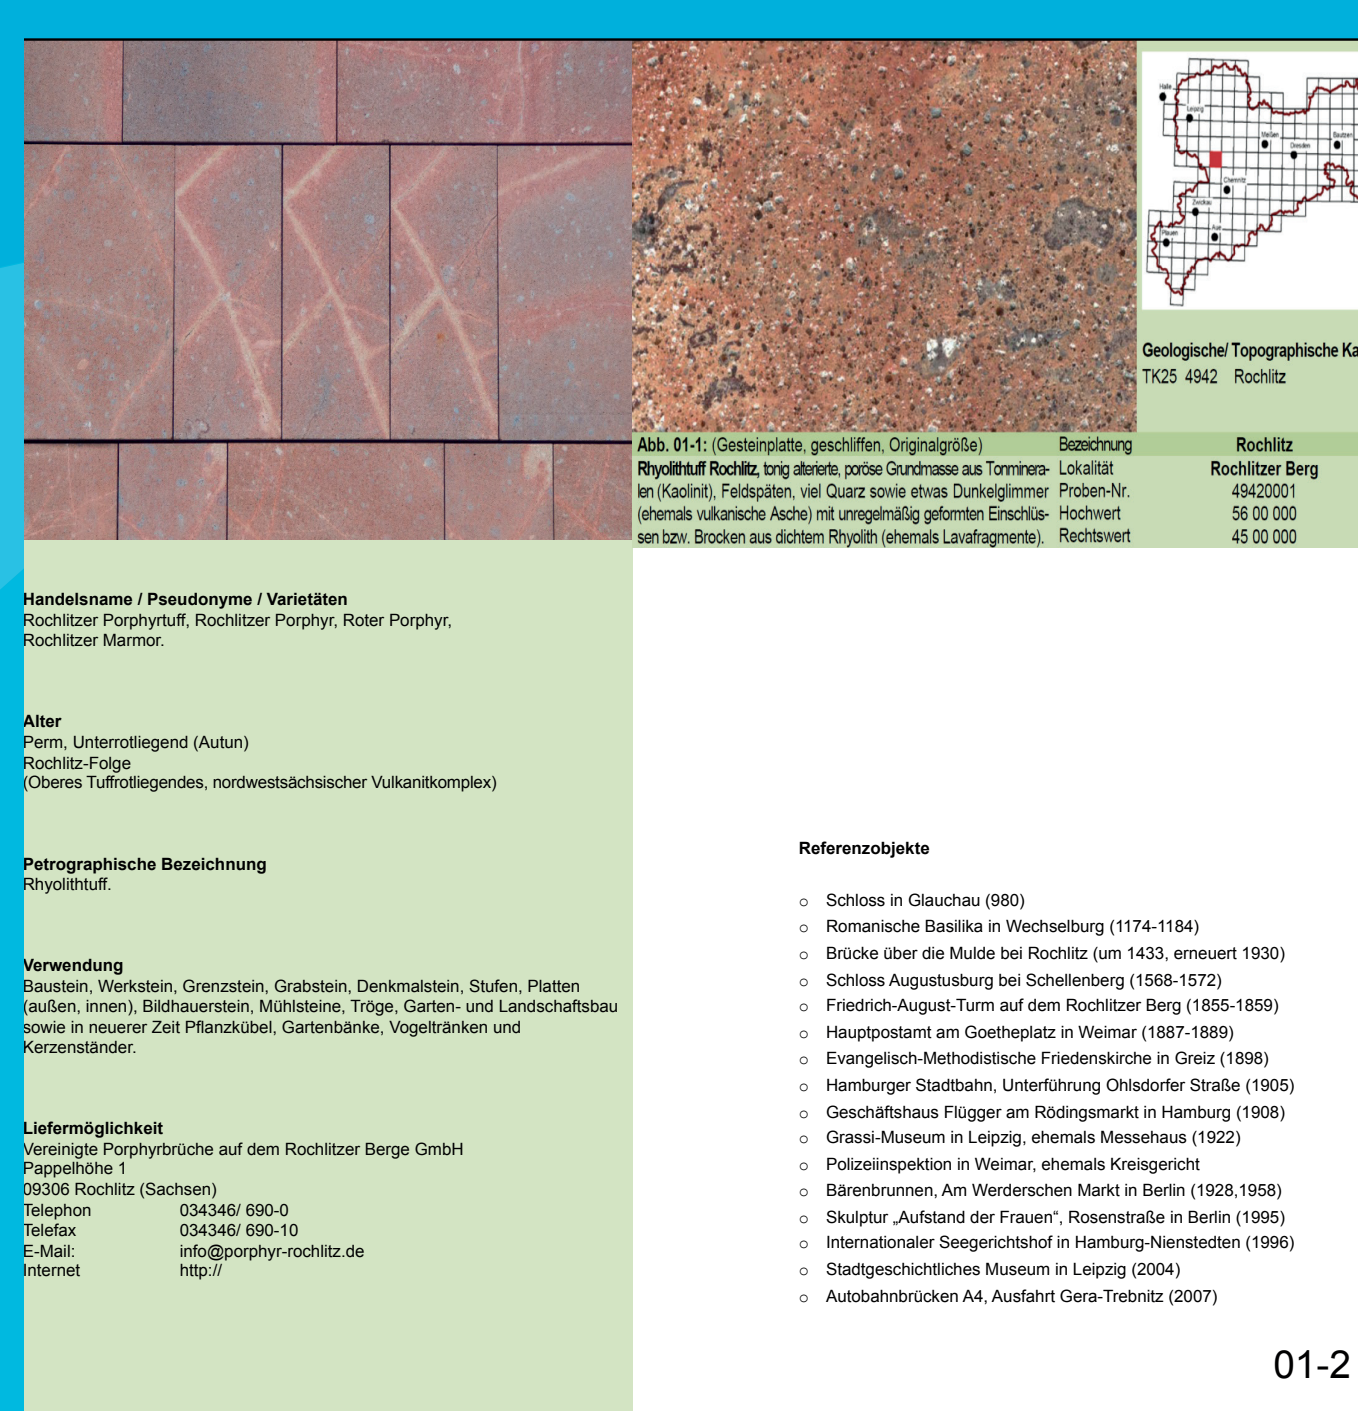 Halle
Leipzig
Meißen
Bautzen
Dresden
Chemnitz
Zwickau
Aue
Plauen
Geologische/ Topographische Ka
TK25 4942 Rochlitz
Abb. 01-1: (Gesteinplatte, geschliffen, Originalgröße)
Rhyolithtuff Rochlitz, tonig alterierte, poröse Grundmasse aus Tonminera-
len (Kaolinit), Feldspäten, viel Quarz sowie etwas Dunkelglimmer
(ehemals vulkanische Asche) mit unregelmäßig geformten Einschlüs-
sen bzw. Brocken aus dichtem Rhyolith (ehemals Lavafragmente).
Bezeichnung Rochlitz
Lokalität Rochlitzer Berg
Proben-Nr. 49420001
Hochwert 56 00 000
Rechtswert 45 00 000
Handelsname / Pseudonyme / Varietäten
Rochlitzer Porphyrtuff, Rochlitzer Porphyr, Roter Porphyr,
Rochlitzer Marmor.
Alter
Perm, Unterrotliegend (Autun)
Rochlitz-Folge
(Oberes Tuffrotliegendes, nordwestsächsischer Vulkanitkomplex)
Petrographische Bezeichnung
Rhyolithtuff.
Verwendung
Baustein, Werkstein, Grenzstein, Grabstein, Denkmalstein, Stufen, Platten
(außen, innen), Bildhauerstein, Mühlsteine, Tröge, Garten- und Landschaftsbau
sowie in neuerer Zeit Pflanzkübel, Gartenbänke, Vogeltränken und
Kerzenständer.
Liefermöglichkeit
Vereinigte Porphyrbrüche auf dem Rochlitzer Berge GmbH
Pappelhöhe 1
09306 Rochlitz (Sachsen)
Telephon 034346/ 690-0
Telefax 034346/ 690-10
E-Mail: info@porphyr-rochlitz.de
Internet http://
Referenzobjekte
o Schloss in Glauchau (980)
o Romanische Basilika in Wechselburg (1174-1184)
o Brücke über die Mulde bei Rochlitz (um 1433, erneuert 1930)
o Schloss Augustusburg bei Schellenberg (1568-1572)
o Friedrich-August-Turm auf dem Rochlitzer Berg (1855-1859)
o Hauptpostamt am Goetheplatz in Weimar (1887-1889)
o Evangelisch-Methodistische Friedenskirche in Greiz (1898)
o Hamburger Stadtbahn, Unterführung Ohlsdorfer Straße (1905)
o Geschäftshaus Flügger am Rödingsmarkt in Hamburg (1908)
o Grassi-Museum in Leipzig, ehemals Messehaus (1922)
o Polizeiinspektion in Weimar, ehemals Kreisgericht
o Bärenbrunnen, Am Werderschen Markt in Berlin (1928,1958)
o Skulptur „Aufstand der Frauen“, Rosenstraße in Berlin (1995)
o Internationaler Seegerichtshof in Hamburg-Nienstedten (1996)
o Stadtgeschichtliches Museum in Leipzig (2004)
o Autobahnbrücken A4, Ausfahrt Gera-Trebnitz (2007)
01-2